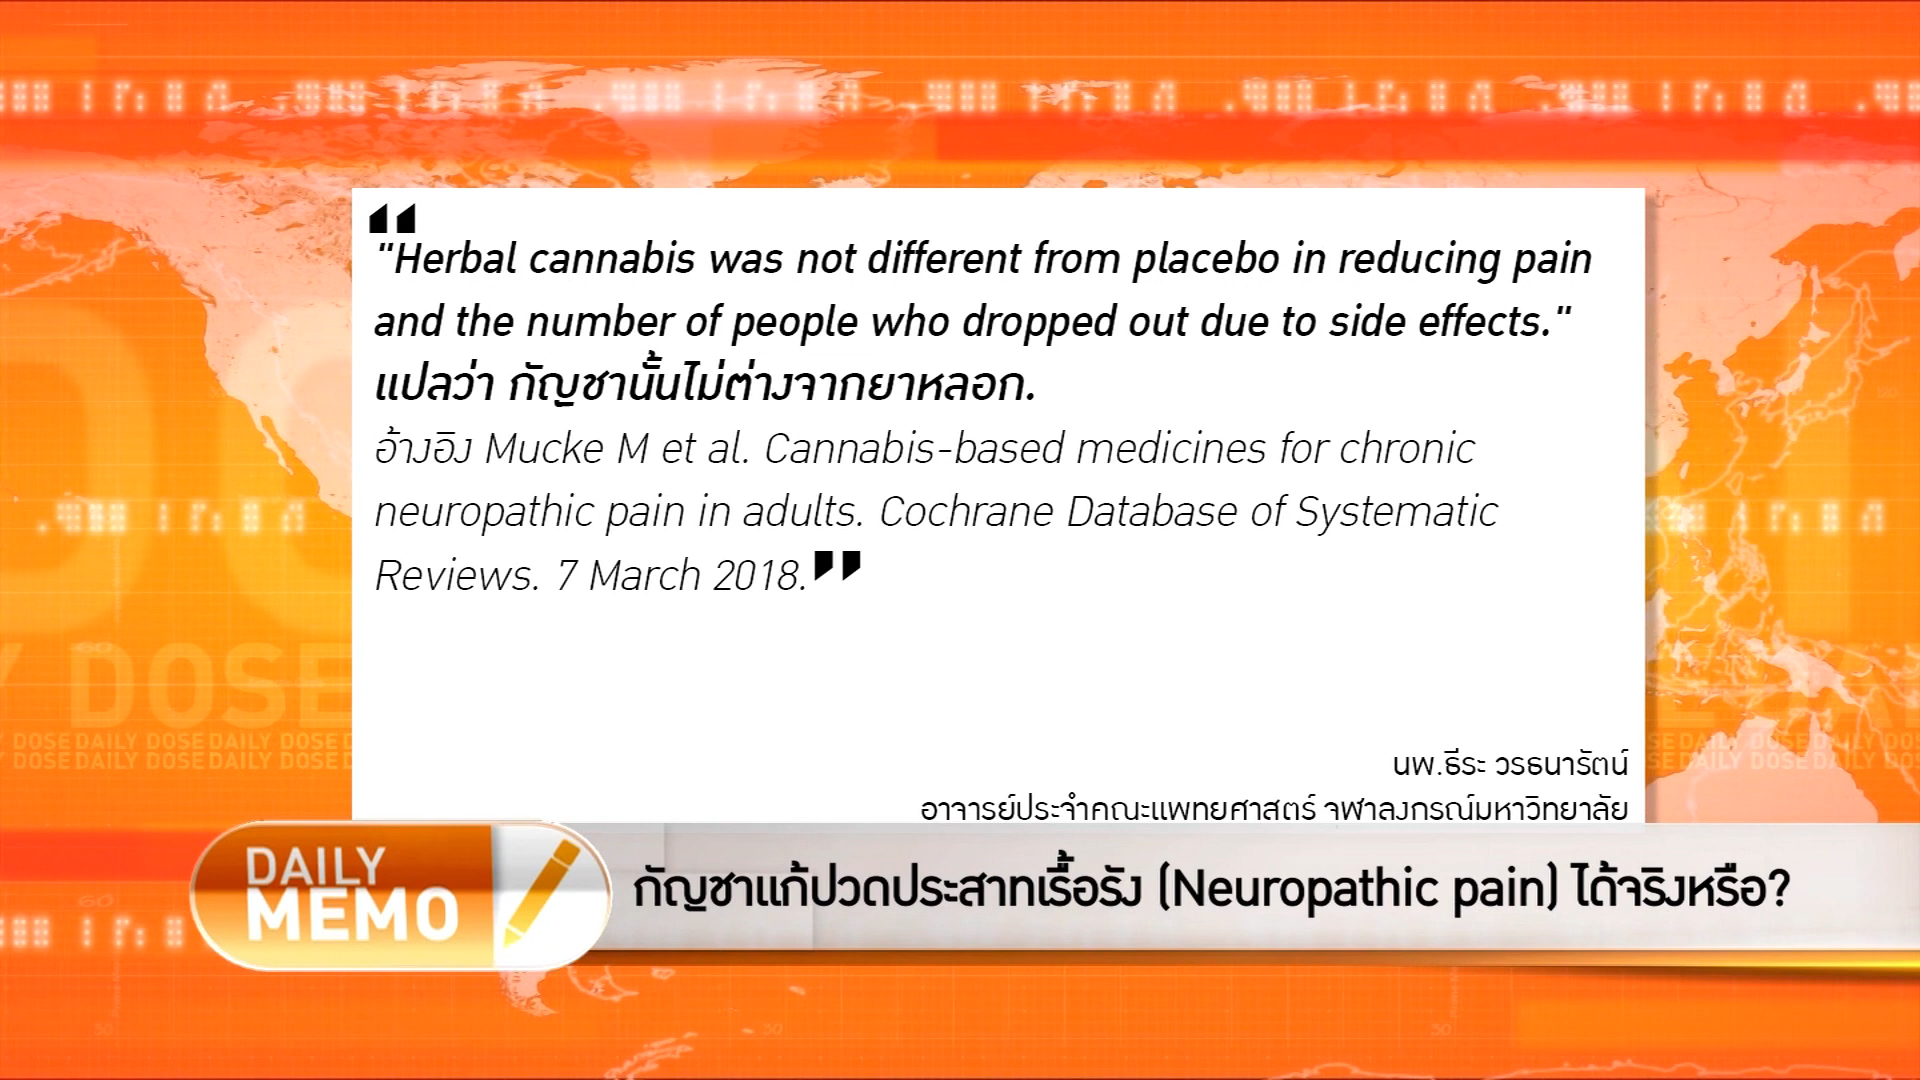 "Herbal cannabis was not different from placebo in reducing pain
and the number of people who dropped out due to side effects."
แปลว่า กัญชานั้นไม่ต่างจากยาหลอก.
อ้างอิง Mucke M et al. Cannabis-based medicines for chronic
neuropathic pain in adults. Cochrane Database of Systematic
Reviews. 7 March 2018.”
นพ.ธีระ วรธนารัตน์
อาจารย์ประจำคณะแพทยศาสตร์ จุฬาลงกรณ์มหาวิทยาลัย
DAILY
MEMO
กัญชาแก้ปวดประสาทเรื้อรัง (Neuropathic pain) ได้จริงหรือ?
DOSE
DOSE DAILY DOSE DAILY DOSE
DOSE DAILY DOSE DAILY DOSE